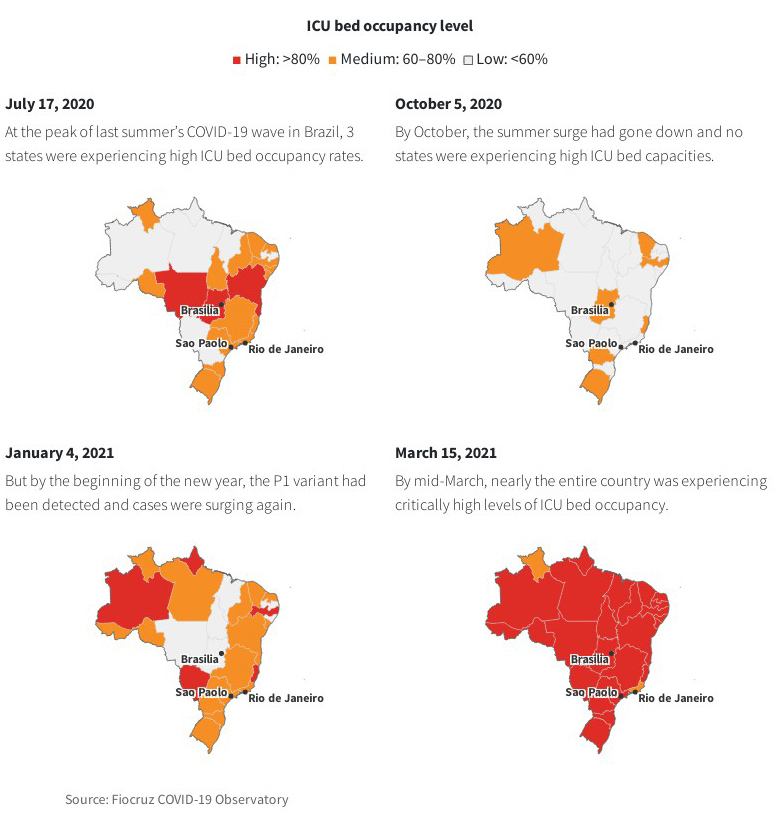 ICU bed occupancy level
High: >80% Medium: 60–80% Low: <60%
July 17, 2020
At the peak of last summer's COVID-19 wave in Brazil, 3
states were experiencing high ICU bed occupancy rates.
Brasilia
Sao Paolo
Rio de Janeiro
October 5, 2020
By October, the summer surge had gone down and no
states were experiencing high ICU bed capacities.
Brasilia
Sao Paolo
Rio de Janeiro
January 4, 2021
But by the beginning of the new year, the P1 variant had
been detected and cases were surging again.
Brasilia
Sao Paolo
Rio de Janeiro
March 15, 2021
By mid-March, nearly the entire country was experiencing
critically high levels of ICU bed occupancy.
Brasilia
Sao Paolo
Rio de Janeiro
Source: Fiocruz COVID-19 Observatory